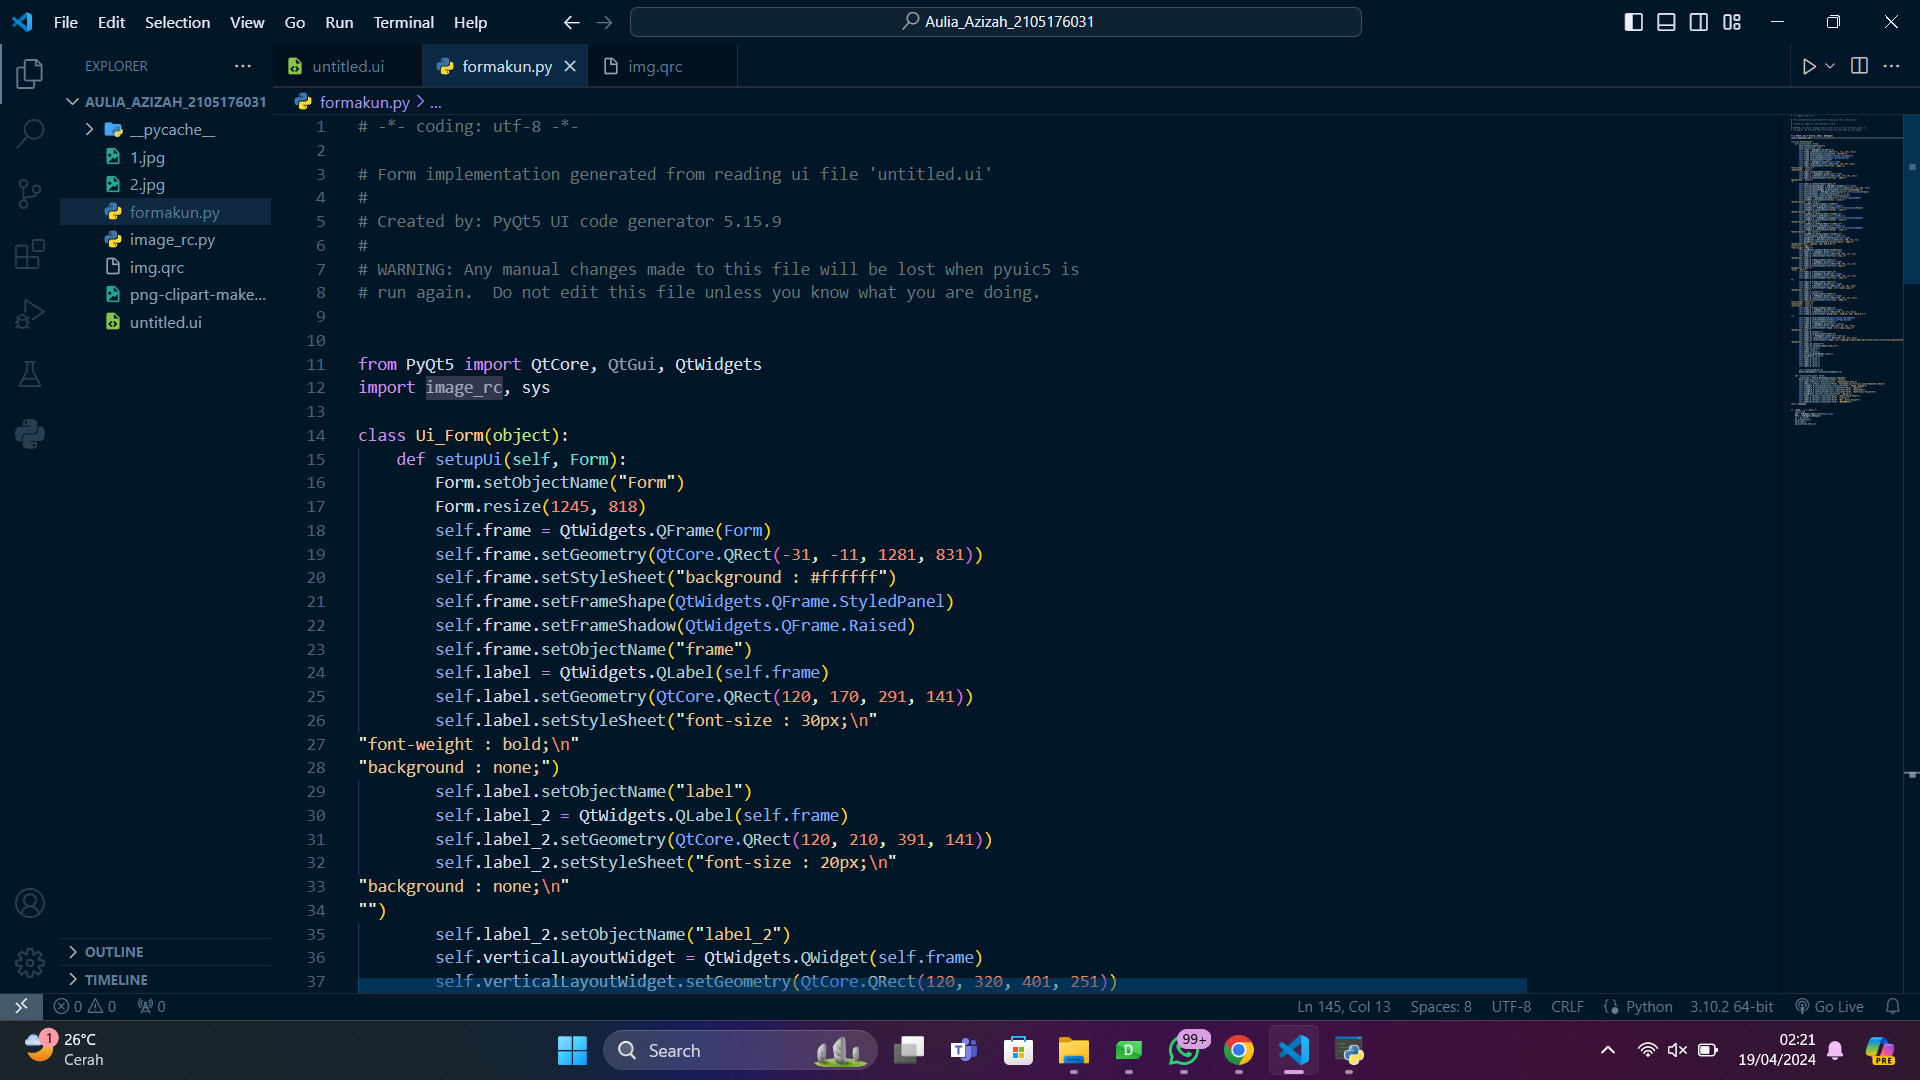 File Edit Selection View Go Run Terminal Help
Aulia_Azizah_2105176031
EXPLORER
untitled.ui
formakun.py
img.qrc
AULIA_AZIZAH_2105176031
__pycache__
1.jpg
2.jpg
formakun.py
image_rc.py
img.qrc
png-clipart-make...
untitled.ui
OUTLINE
TIMELINE
formakun.py > ...
1 # -*- coding: utf-8 -*-
2
3 # Form implementation generated from reading ui file 'untitled.ui'
4 #
5 # Created by: PyQt5 UI code generator 5.15.9
6 #
7 # WARNING: Any manual changes made to this file will be lost when pyuic5 is
8 # run again.  Do not edit this file unless you know what you are doing.
9
10
11 from PyQt5 import QtCore, QtGui, QtWidgets
12 import image_rc, sys
13
14 class Ui_Form(object):
15     def setupUi(self, Form):
16         Form.setObjectName("Form")
17         Form.resize(1245, 818)
18         self.frame = QtWidgets.QFrame(Form)
19         self.frame.setGeometry(QtCore.QRect(-31, -11, 1281, 831))
20         self.frame.setStyleSheet("background : #ffffff")
21         self.frame.setFrameShape(QtWidgets.QFrame.StyledPanel)
22         self.frame.setFrameShadow(QtWidgets.QFrame.Raised)
23         self.frame.setObjectName("frame")
24         self.label = QtWidgets.QLabel(self.frame)
25         self.label.setGeometry(QtCore.QRect(120, 170, 291, 141))
26         self.label.setStyleSheet("font-size : 30px;\n"
27 "font-weight : bold;\n"
28 "background : none;")
29         self.label.setObjectName("label")
30         self.label_2 = QtWidgets.QLabel(self.frame)
31         self.label_2.setGeometry(QtCore.QRect(120, 210, 391, 141))
32         self.label_2.setStyleSheet("font-size : 20px;\n"
33 "background : none;\n"
34 "")
35         self.label_2.setObjectName("label_2")
36         self.verticalLayoutWidget = QtWidgets.QWidget(self.frame)
37         self.verticalLayoutWidget.setGeometry(QtCore.QRect(120, 320, 401, 251))
0 0 0
Ln 145, Col 13 Spaces: 8 UTF-8 CRLF Python 3.10.2 64-bit Go Live
1
26°C
Cerah
Search
99+
02:21
19/04/2024
PRE